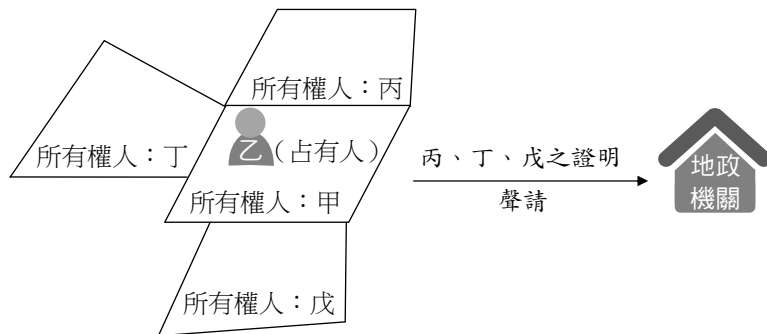 所有權人：丙
乙（占有人）
所有權人：丁
所有權人：甲
所有權人：戊
丙、丁、戊之證明
聲請
地政
機關